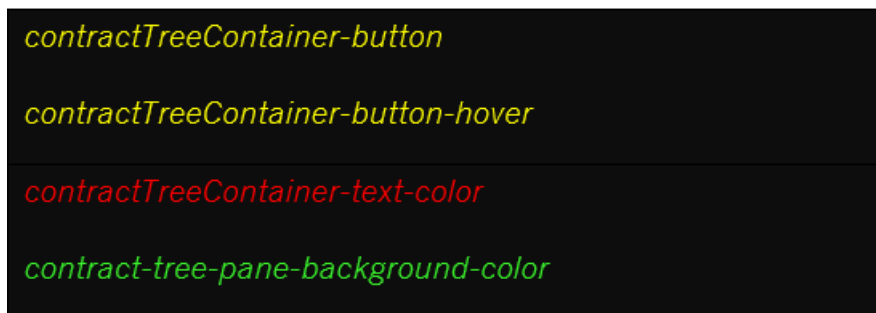 contractTreeContainer-button
contractTreeContainer-button-hover
contractTreeContainer-text-color
contract-tree-pane-background-color